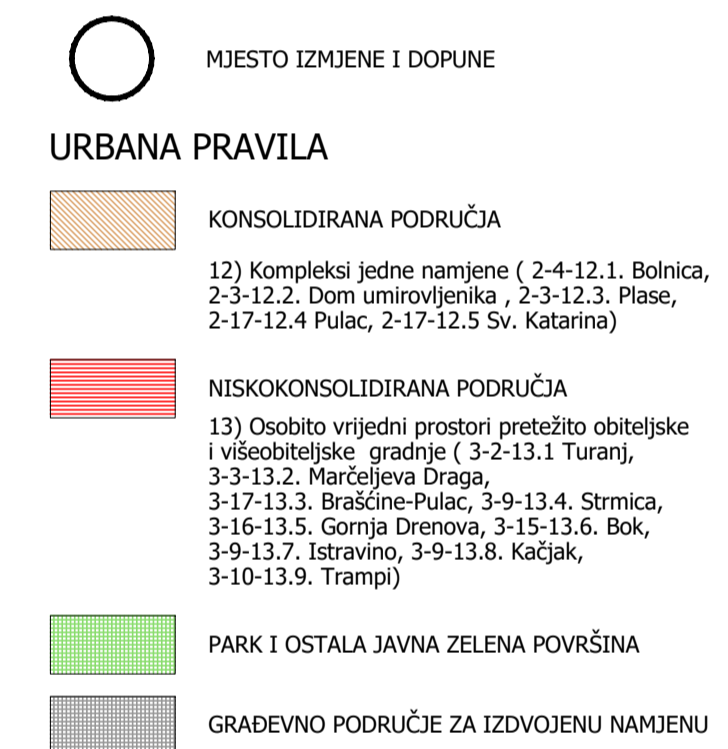 MJESTO IZMJENE I DOPUNE
URBANA PRAVILA
KONSOLIDIRANA PODRUČJA
12) Kompleksi jedne namjene ( 2-4-12.1. Bolnica,
2-3-12.2. Dom umirovljenika , 2-3-12.3. Plase,
2-17-12.4 Pulac, 2-17-12.5 Sv. Katarina)
NISKOKONSOLIDIRANA PODRUČJA
13) Osobito vrijedni prostori pretežito obiteljske
i višeobiteljske  gradnje ( 3-2-13.1 Turanj,
3-3-13.2. Marčeljeva Draga,
3-17-13.3. Brašćine-Pulac, 3-9-13.4. Strmica,
3-16-13.5. Gornja Drenova, 3-15-13.6. Bok,
3-9-13.7. Istravino, 3-9-13.8. Kačjak,
3-10-13.9. Trampi)
PARK I OSTALA JAVNA ZELENA POVRŠINA
GRAĐEVNO PODRUČJE ZA IZDVOJENU NAMJENU